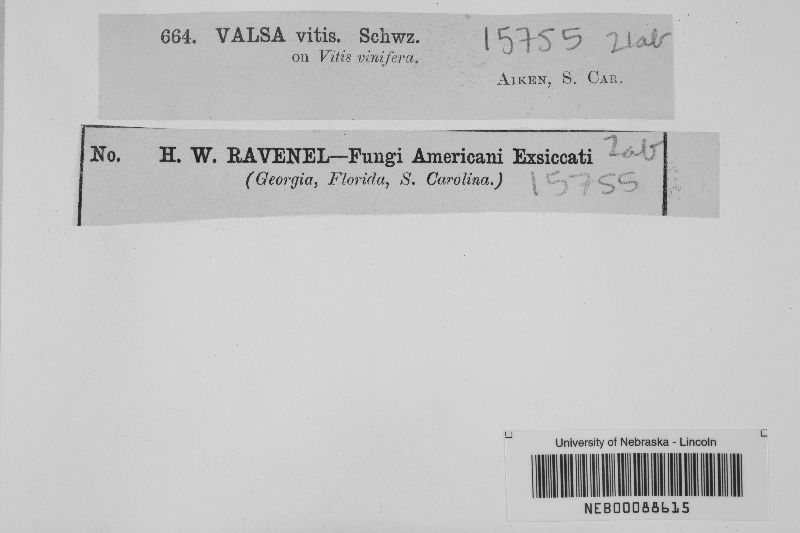 664. VALSA vitis. Schwz. 15755 2lab
on Vitis vinifera.
AIKEN, S. CAR.
No. H. W. RAVENEL—Fungi Americani Exsiccati 2ab
(Georgia, Florida, S. Carolina.) 15755
University of Nebraska - Lincoln
NEB00088615